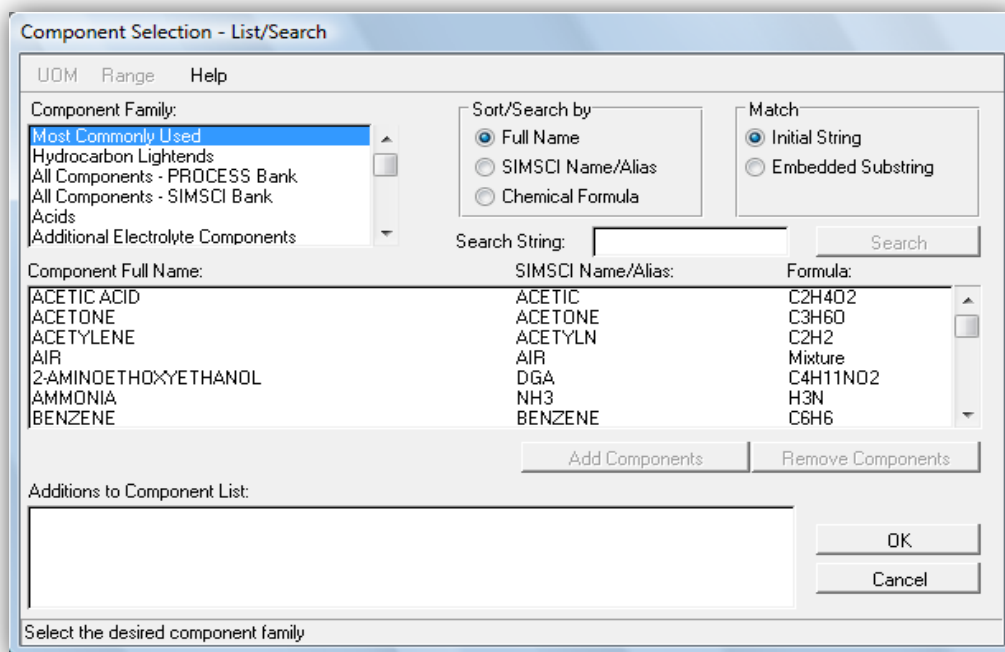 Component Selection - List/Search
UOM Range Help
Component Family:
Most Commonly Used
Hydrocarbon Lightends
All Components - PROCESS Bank
All Components - SIMSCI Bank
Acids
Additional Electrolyte Components
Sort/Search by
Full Name
SIMSCI Name/Alias
Chemical Formula
Match
Initial String
Embedded Substring
Search String:
Search
Component Full Name: SIMSCI Name/Alias: Formula:
ACETIC ACID ACETIC C2H4O2
ACETONE ACETONE C3H6O
ACETYLENE ACETYLN C2H2
AIR AIR Mixture
2-AMINOETHOXYETHANOL DGA C4H11NO2
AMMONIA NH3 H3N
BENZENE BENZENE C6H6
Add Components Remove Components
Additions to Component List:
OK
Cancel
Select the desired component family